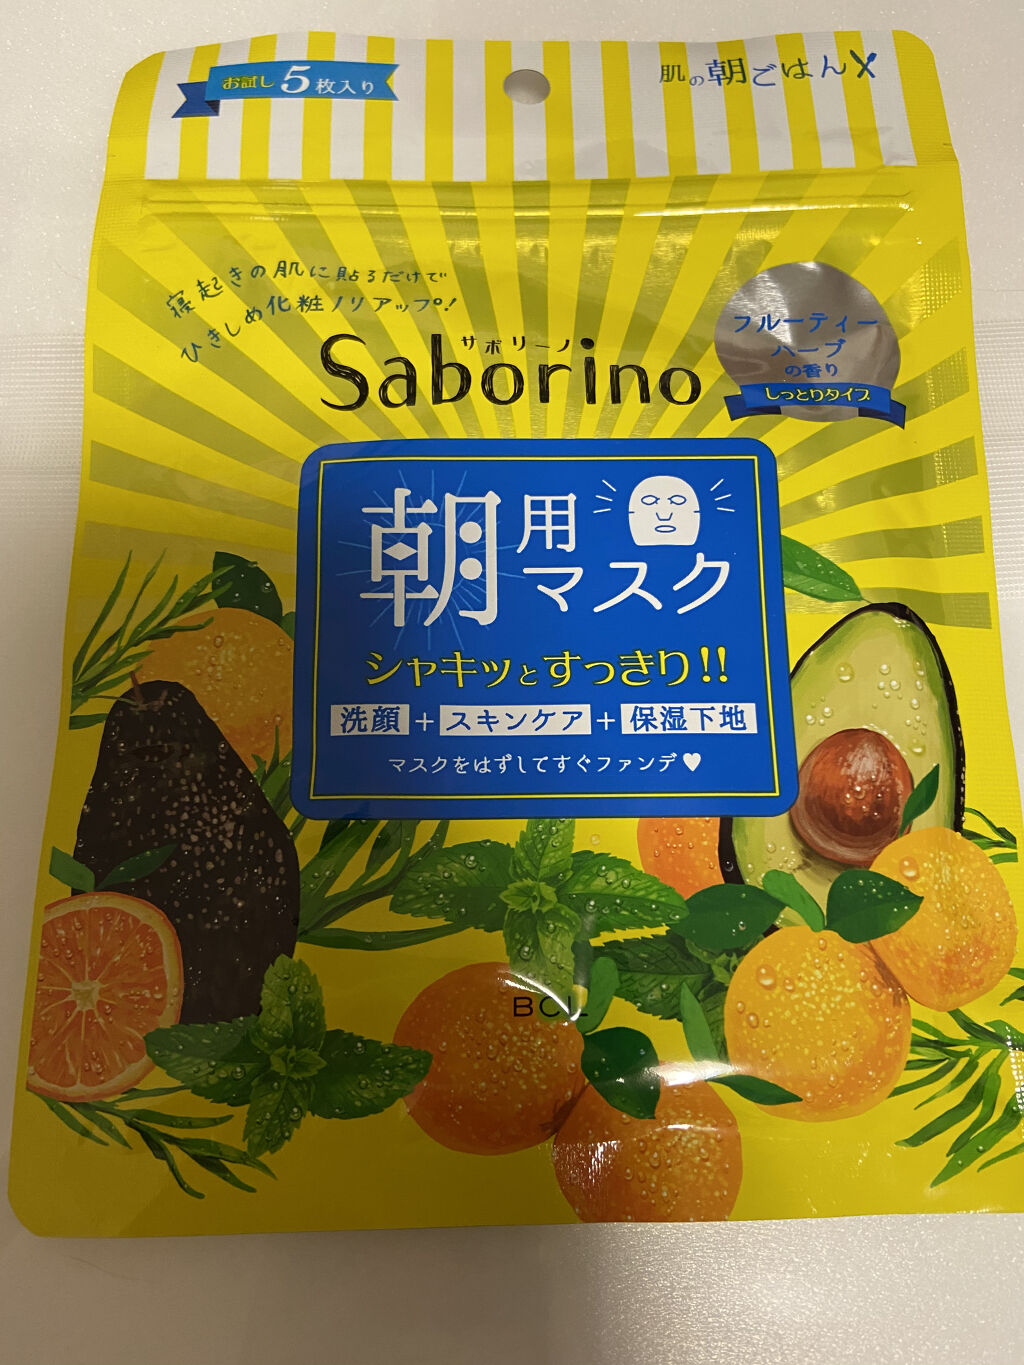 お試し5枚入り
肌の朝ごはん
寝起きの肌に貼るだけで
ひきしめ化粧ノリアップ!
サボリーノ
Saborino
フルーティー
ハーブ
の香り
しっとりタイプ
朝用
マスク
シャキッとすっきり!!
洗顔+スキンケア+保湿下地
マスクをはずしてすぐファンデ♥
BCL